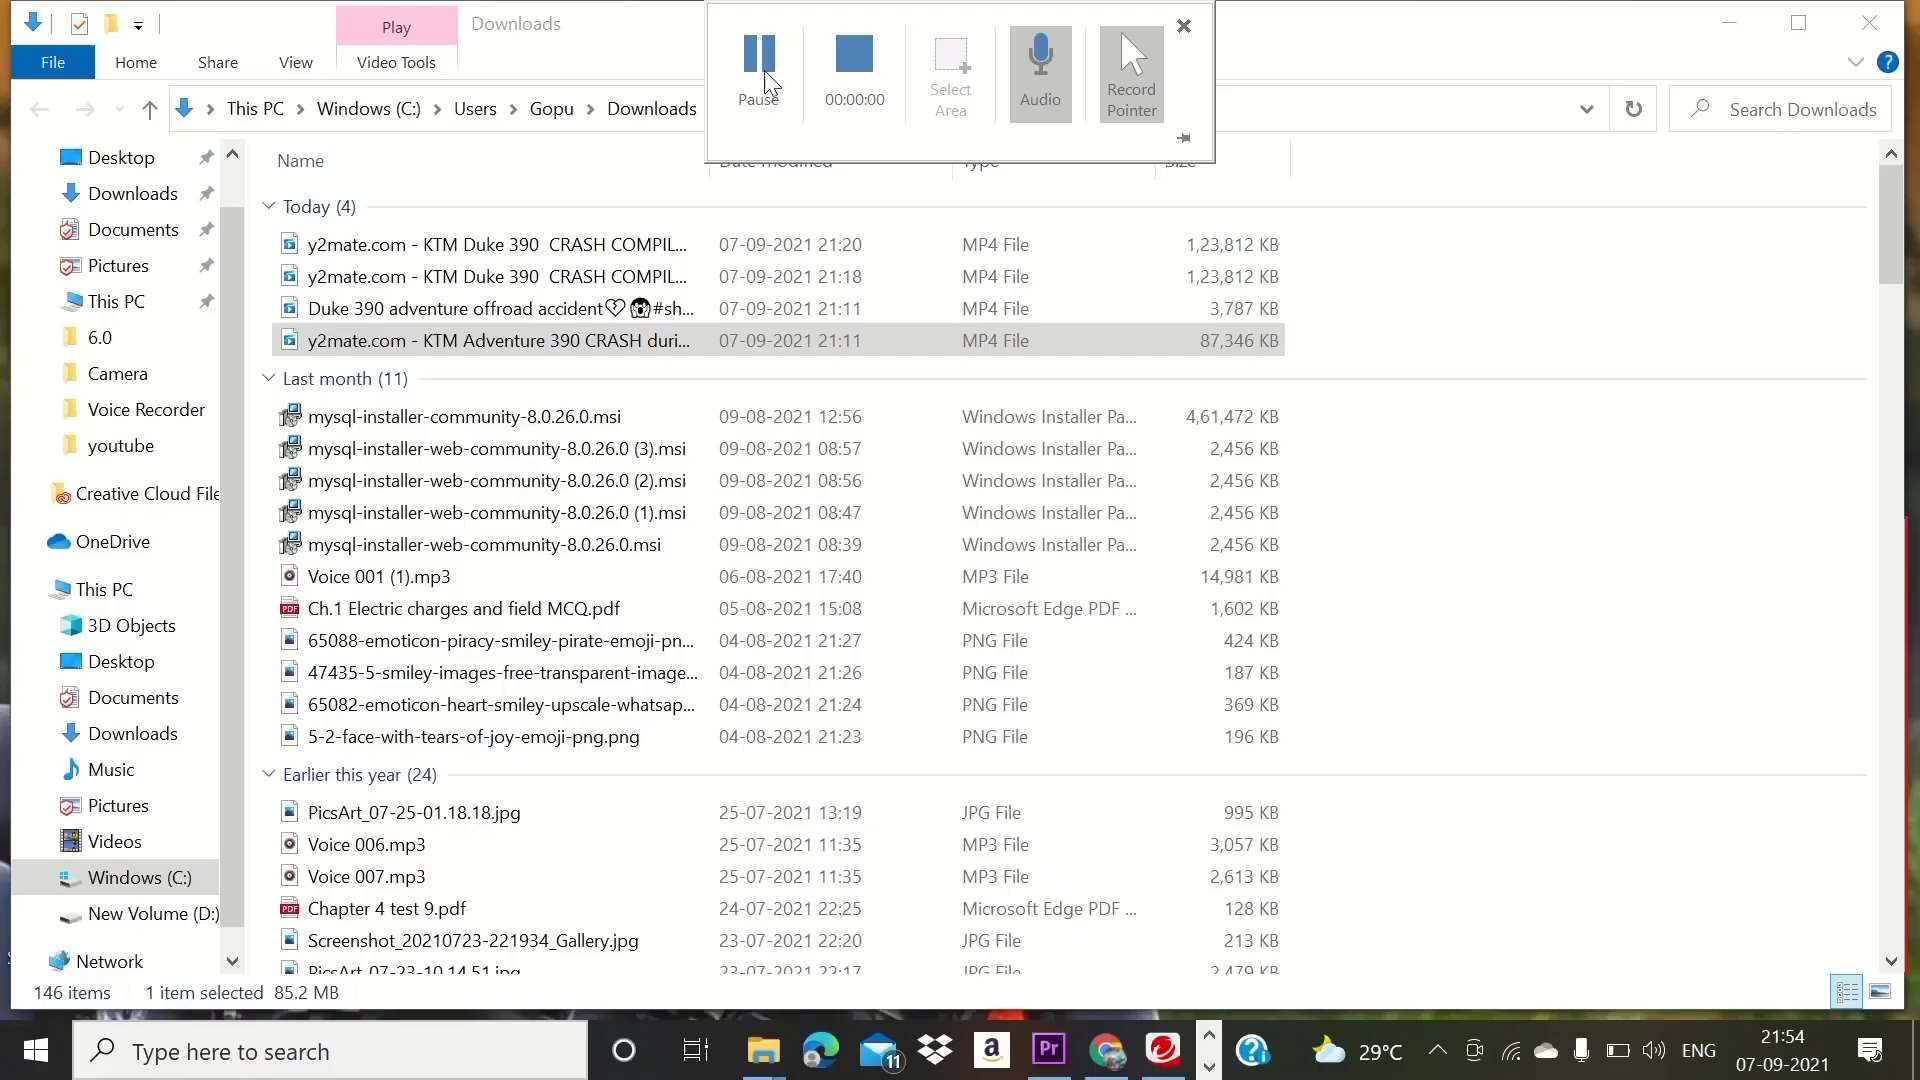 Play
Downloads
File
Home
Share
View
Video Tools
Pause
00:00:00
Select
Area
Audio
Record
Pointer
This PC
Windows (C:)
Users
Gopu
Downloads
Search Downloads
Desktop
Downloads
Documents
Pictures
This PC
6.0
Camera
Voice Recorder
youtube
Creative Cloud File
OneDrive
This PC
3D Objects
Desktop
Documents
Downloads
Music
Pictures
Videos
Windows (C:)
New Volume (D:)
Network
Name
Date modified
Type
Size
Today (4)
y2mate.com - KTM Duke 390  CRASH COMPIL... 07-09-2021 21:20 MP4 File 1,23,812 KB
y2mate.com - KTM Duke 390  CRASH COMPIL... 07-09-2021 21:18 MP4 File 1,23,812 KB
Duke 390 adventure offroad accident💔😱#sh... 07-09-2021 21:11 MP4 File 3,787 KB
y2mate.com - KTM Adventure 390 CRASH duri... 07-09-2021 21:11 MP4 File 87,346 KB
Last month (11)
mysql-installer-community-8.0.26.0.msi 09-08-2021 12:56 Windows Installer Pa... 4,61,472 KB
mysql-installer-web-community-8.0.26.0 (3).msi 09-08-2021 08:57 Windows Installer Pa... 2,456 KB
mysql-installer-web-community-8.0.26.0 (2).msi 09-08-2021 08:56 Windows Installer Pa... 2,456 KB
mysql-installer-web-community-8.0.26.0 (1).msi 09-08-2021 08:47 Windows Installer Pa... 2,456 KB
mysql-installer-web-community-8.0.26.0.msi 09-08-2021 08:39 Windows Installer Pa... 2,456 KB
Voice 001 (1).mp3 06-08-2021 17:40 MP3 File 14,981 KB
Ch.1 Electric charges and field MCQ.pdf 05-08-2021 15:08 Microsoft Edge PDF ... 1,602 KB
65088-emoticon-piracy-smiley-pirate-emoji-pn... 04-08-2021 21:27 PNG File 424 KB
47435-5-smiley-images-free-transparent-image... 04-08-2021 21:26 PNG File 187 KB
65082-emoticon-heart-smiley-upscale-whatsap... 04-08-2021 21:24 PNG File 369 KB
5-2-face-with-tears-of-joy-emoji-png.png 04-08-2021 21:23 PNG File 196 KB
Earlier this year (24)
PicsArt_07-25-01.18.18.jpg 25-07-2021 13:19 JPG File 995 KB
Voice 006.mp3 25-07-2021 11:35 MP3 File 3,057 KB
Voice 007.mp3 25-07-2021 11:35 MP3 File 2,613 KB
Chapter 4 test 9.pdf 24-07-2021 22:25 Microsoft Edge PDF ... 128 KB
Screenshot_20210723-221934_Gallery.jpg 23-07-2021 22:20 JPG File 213 KB
PicsArt_07-23-10.14.51.jpg 23-07-2021 22:17 JPG File 2,479 KB
146 items 1 item selected 85.2 MB
Type here to search
11
a
Pr
29°C
ENG
21:54
07-09-2021